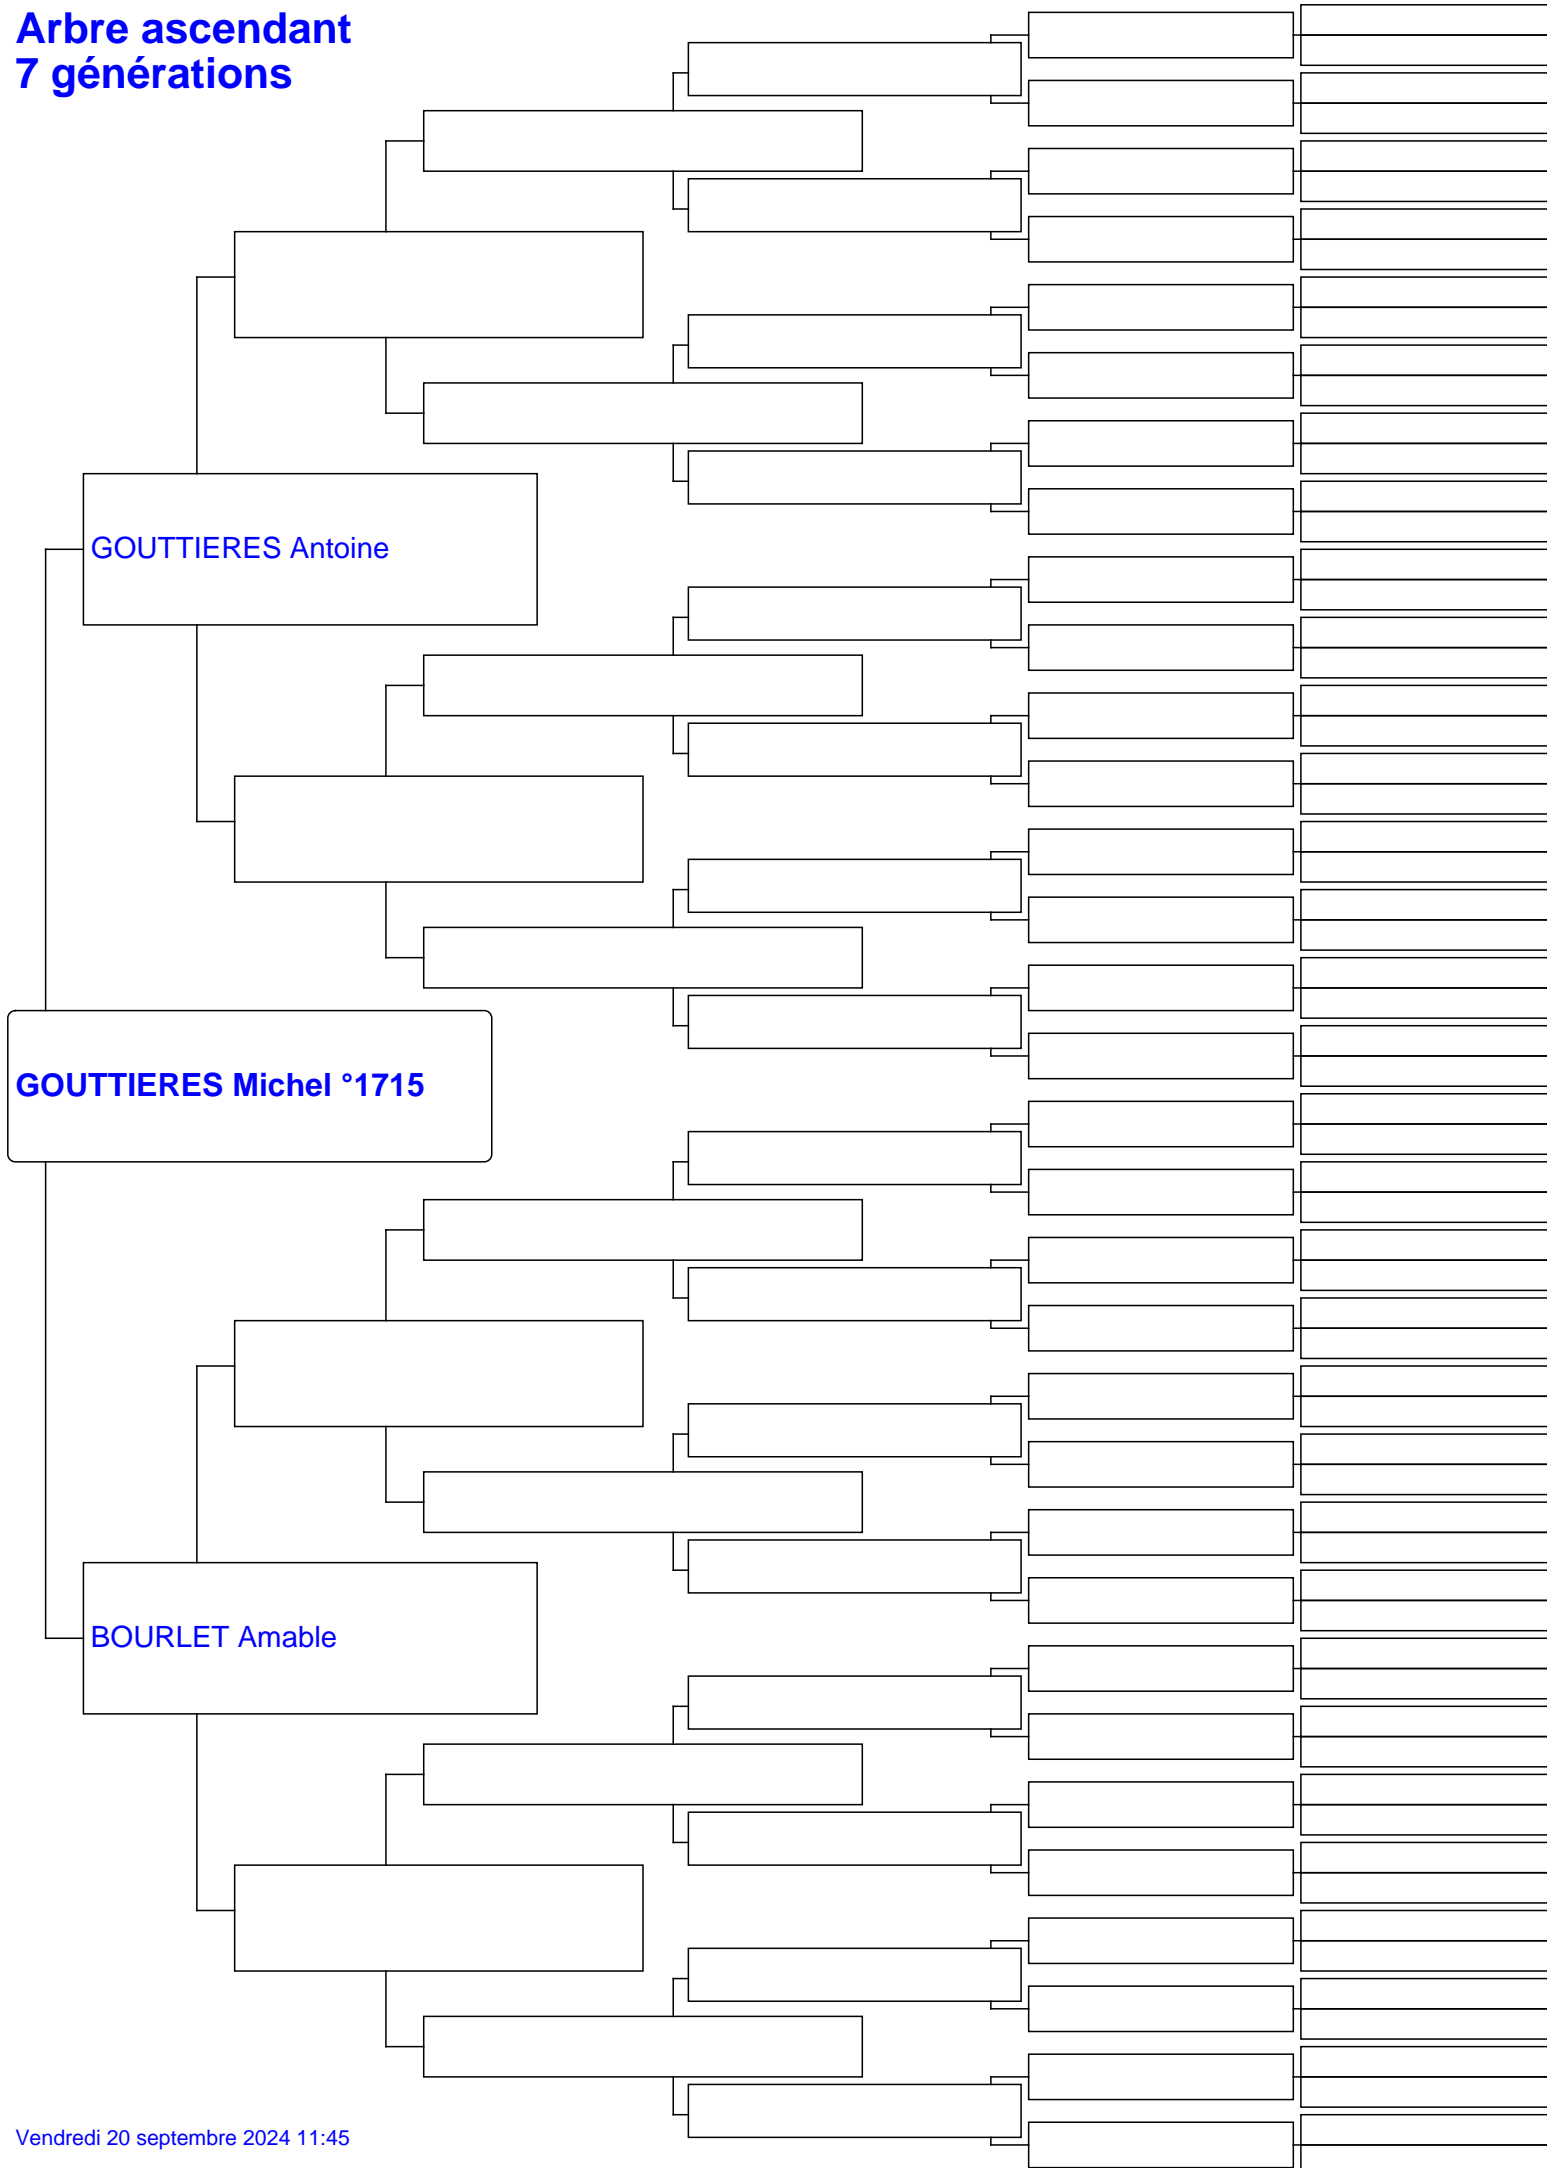 Arbre ascendant
7 générations
GOUTTIERES Antoine
GOUTTIERES Michel °1715
BOURLET Amable
Vendredi 20 septembre 2024 11:45